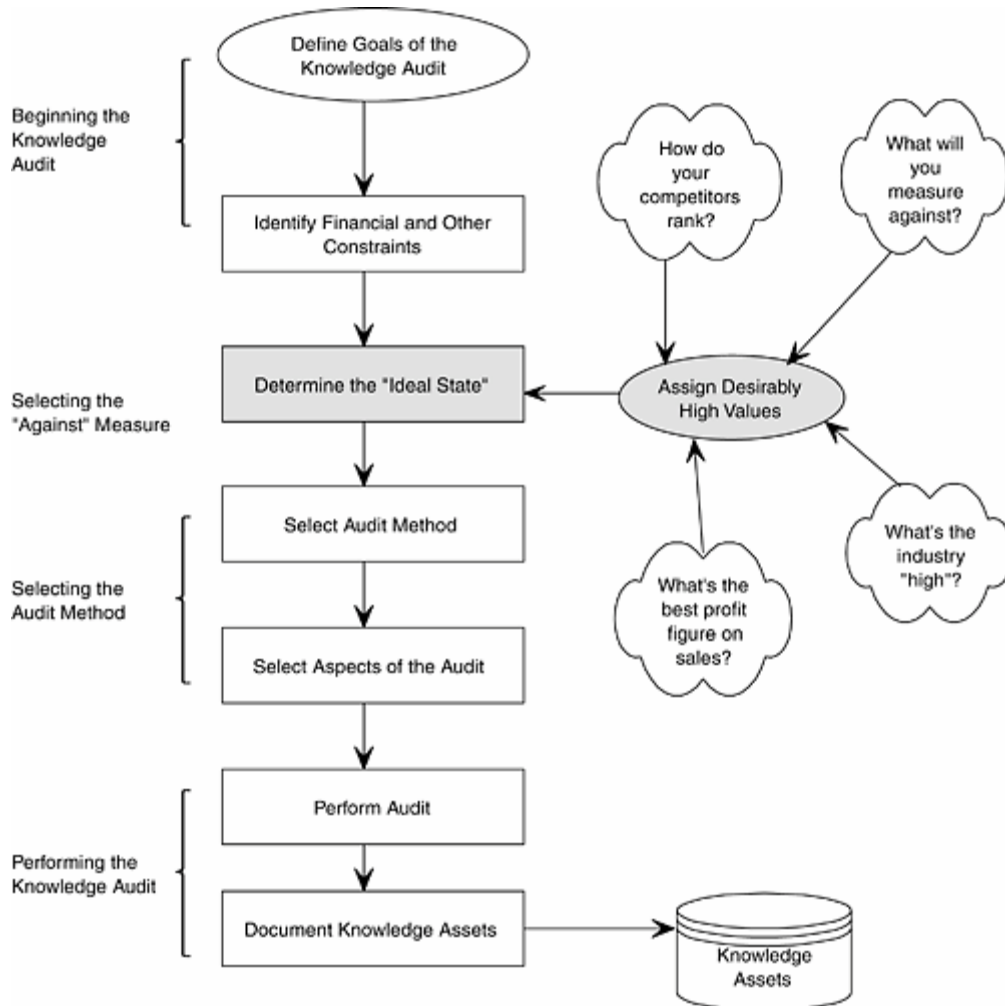 Define Goals of the
Knowledge Audit
Beginning the
Knowledge
Audit
How do
your
competitors
rank?
What will
you
measure
against?
Identify Financial and Other
Constraints
Determine the "Ideal State"
Assign Desirably
High Values
Selecting the
"Against" Measure
Select Audit Method
What's the
industry
"high"?
Selecting the
Audit Method
What's the
best profit
figure on
sales?
Select Aspects of the Audit
Perform Audit
Performing the
Knowledge Audit
Document Knowledge Assets
Knowledge
Assets